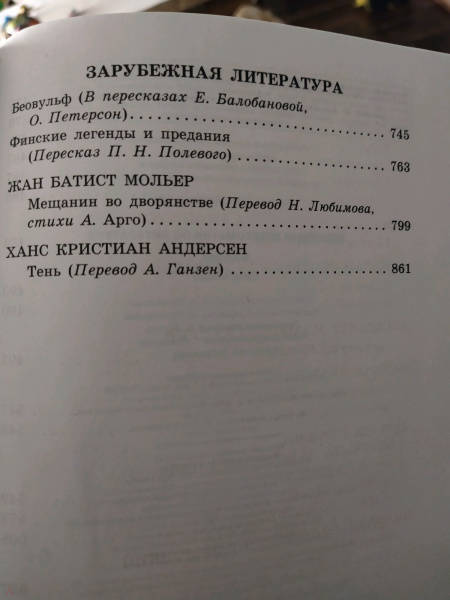 ЗАРУБЕЖНАЯ ЛИТЕРАТУРА
Беовульф (В пересказах Е. Балобановой,
О. Петерсон)........................................ 745
Финские легенды и предания
(Пересказ П. Н. Полевого)........................ 763
ЖАН БАТИСТ МОЛЬЕР
Мещанин во дворянстве (Перевод Н. Любимова,
стихи А. Арго)........................................ 799
ХАНС КРИСТИАН АНДЕРСЕН
Тень (Перевод А. Ганзен) ........................ 861